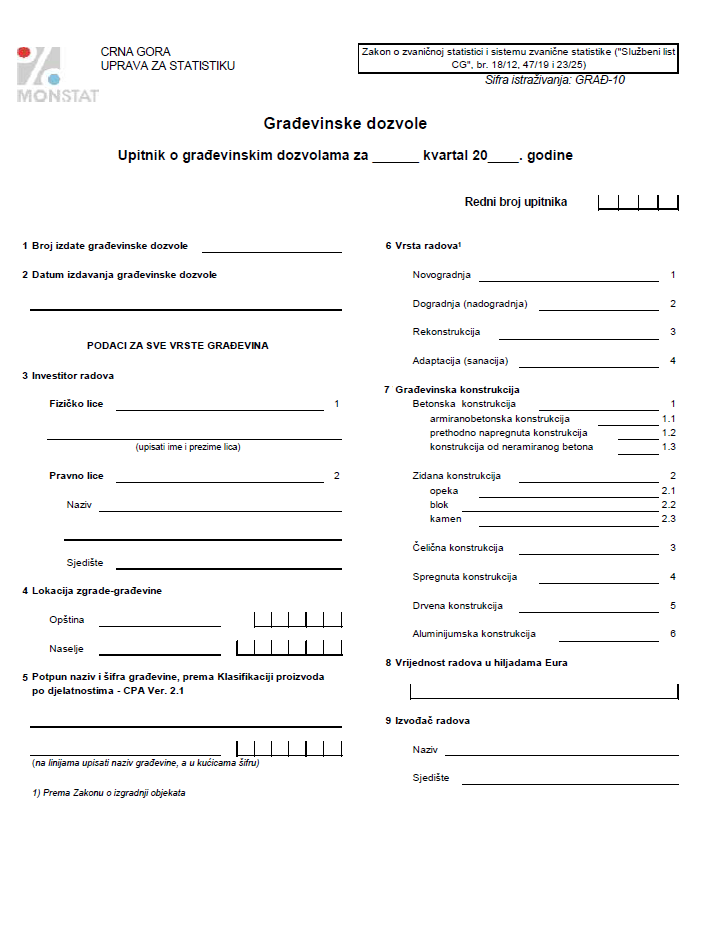 MONSTAT
CRNA GORA
UPRAVA ZA STATISTIKU
Zakon o zvaničnoj statistici i sistemu zvanične statistike ("Službeni list
CG", br. 18/12, 47/19 i 23/25)
Sifra istraživanja: GRAĐ-10
Građevinske dozvole
Upitnik o građevinskim dozvolama za ______ kvartal 20____. godine
Redni broj upitnika
1 Broj izdate građevinske dozvole
2 Datum izdavanja građevinske dozvole
PODACI ZA SVE VRSTE GRAĐEVINA
3 Investitor radova
Fizičko lice 1
(upisati ime i prezime lica)
Pravno lice 2
Naziv
Sjedište
4 Lokacija zgrade-građevine
Opština
Naselje
5 Potpun naziv i šifra građevine, prema Klasifikaciji proizvoda
po djelatnostima - CPA Ver. 2.1
(na linijama upisati naziv građevine, a u kućicama šifru)
1) Prema Zakonu o izgradnji objekata
6 Vrsta radova¹
Novogradnja 1
Dogradnja (nadogradnja) 2
Rekonstrukcija 3
Adaptacija (sanacija) 4
7 Građevinska konstrukcija
Betonska konstrukcija 1
armiranobetonska konstrukcija 1.1
prethodno napregnuta konstrukcija 1.2
konstrukcija od neramiranog betona 1.3
Zidana konstrukcija 2
opeka 2.1
blok 2.2
kamen 2.3
Čelična konstrukcija 3
Spregnuta konstrukcija 4
Drvena konstrukcija 5
Aluminijumska konstrukcija 6
8 Vrijednost radova u hiljadama Eura
9 Izvođač radova
Naziv
Sjedište